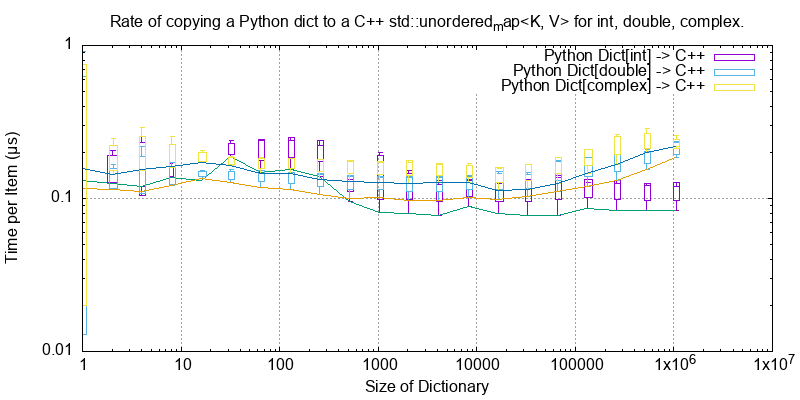 Rate of copying a Python dict to a C++ std::unordered_map<K, V> for int, double, complex.
Python Dict[int] -> C++
Python Dict[double] -> C++
Python Dict[complex] -> C++
Time per Item (µs)
1
0.1
0.01
1 10 100 1000 10000 100000 1x10^6 1x10^7
Size of Dictionary